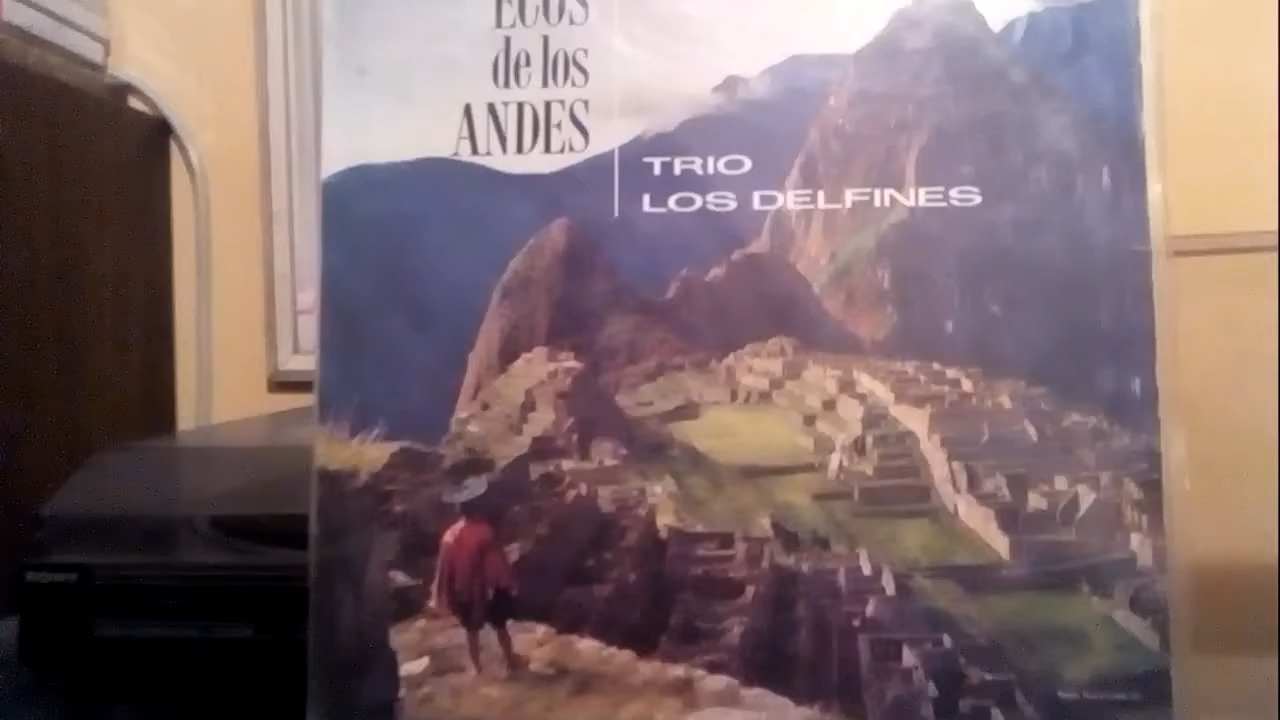 ECOS
de los
ANDES
TRIO
LOS DELFINES